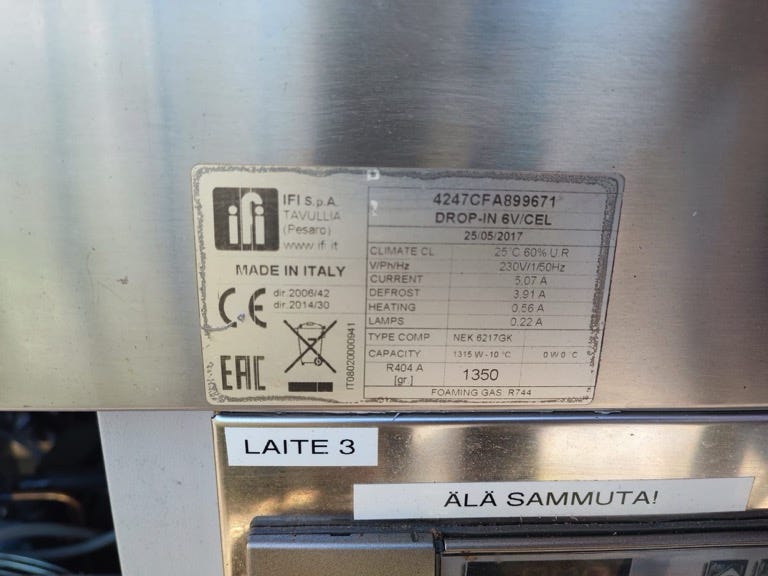 ifi
IFI S.p.A.
TAVULLIA
(Pesaro)
www.ifi.it
MADE IN ITALY
CE
dir.2006/42
dir.2014/30
EAC
IT08020000941
4247CFA899671
DROP-IN 6V/CEL
25/05/2017
CLIMATE CL 25°C 60% U.R
V/Ph/Hz 230V/1/50Hz
CURRENT 5.07 A
DEFROST 3.91 A
HEATING 0.56 A
LAMPS 0.22 A
TYPE COMP NEK 6217GK
CAPACITY 1315 W -10 °C 0 W 0 °C
R404 A
[gr.] 1350
FOAMING GAS R744
LAITE 3
ÄLÄ SAMMUTA!